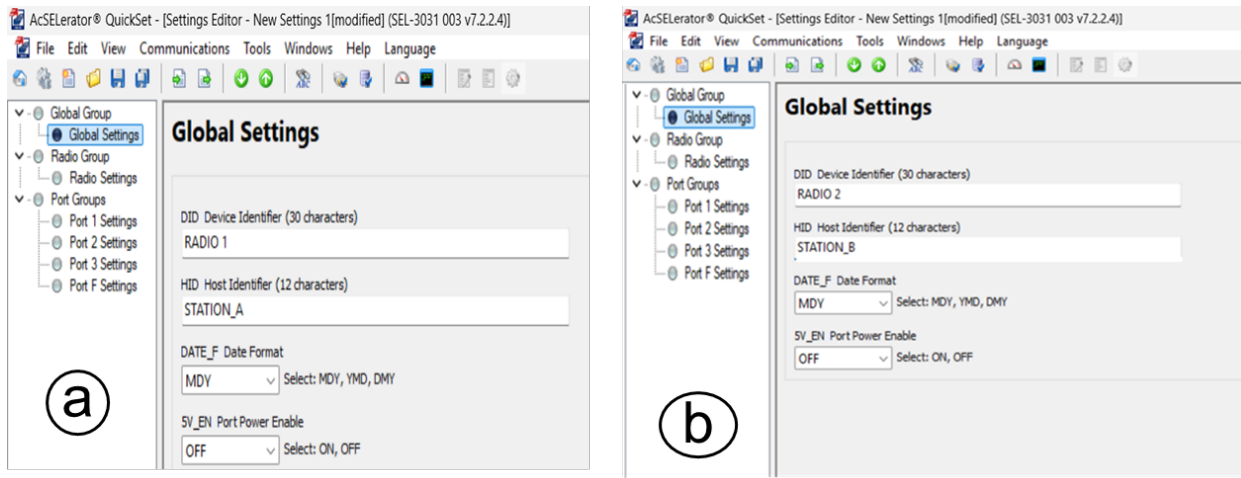 AcSELerator® QuickSet - [Settings Editor - New Settings 1[modified] (SEL-3031 003 v7.2.2.4)]
File Edit View Communications Tools Windows Help Language
Global Group
Global Settings
Radio Group
Radio Settings
Port Groups
Port 1 Settings
Port 2 Settings
Port 3 Settings
Port F Settings
Global Settings
DID Device Identifier (30 characters)
RADIO 1
HID Host Identifier (12 characters)
STATION_A
DATE_F Date Format
MDY Select: MDY, YMD, DMY
5V_EN Port Power Enable
OFF Select: ON, OFF
a
AcSELerator® QuickSet - [Settings Editor - New Settings 1[modified] (SEL-3031 003 v7.2.2.4)]
File Edit View Communications Tools Windows Help Language
Global Group
Global Settings
Radio Group
Radio Settings
Port Groups
Port 1 Settings
Port 2 Settings
Port 3 Settings
Port F Settings
Global Settings
DID Device Identifier (30 characters)
RADIO 2
HID Host Identifier (12 characters)
STATION_B
DATE_F Date Format
MDY Select: MDY, YMD, DMY
5V_EN Port Power Enable
OFF Select: ON, OFF
b